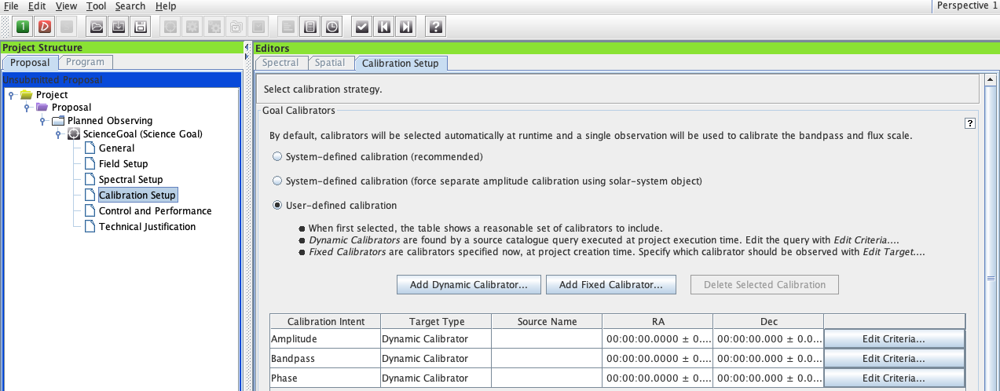 File Edit View Tool Search Help
Perspective 1
1 D ?
Project Structure
Proposal Program
Unsubmitted Proposal
Project
Proposal
Planned Observing
ScienceGoal (Science Goal)
General
Field Setup
Spectral Setup
Calibration Setup
Control and Performance
Technical Justification
Editors
Spectral Spatial Calibration Setup
Select calibration strategy.
Goal Calibrators
?
By default, calibrators will be selected automatically at runtime and a single observation will be used to calibrate the bandpass and flux scale.
System-defined calibration (recommended)
System-defined calibration (force separate amplitude calibration using solar-system object)
User-defined calibration
When first selected, the table shows a reasonable set of calibrators to include.
Dynamic Calibrators are found by a source catalogue query executed at project execution time. Edit the query with Edit Criteria....
Fixed Calibrators are calibrators specified now, at project creation time. Specify which calibrator should be observed with Edit Target....
Add Dynamic Calibrator... Add Fixed Calibrator... Delete Selected Calibration
Calibration Intent Target Type Source Name RA Dec
Amplitude Dynamic Calibrator 00:00:00.0000 ± 0.... 00:00:00.000 ± 0.0... Edit Criteria...
Bandpass Dynamic Calibrator 00:00:00.0000 ± 0.... 00:00:00.000 ± 0.0... Edit Criteria...
Phase Dynamic Calibrator 00:00:00.0000 ± 0.... 00:00:00.000 ± 0.0... Edit Criteria...